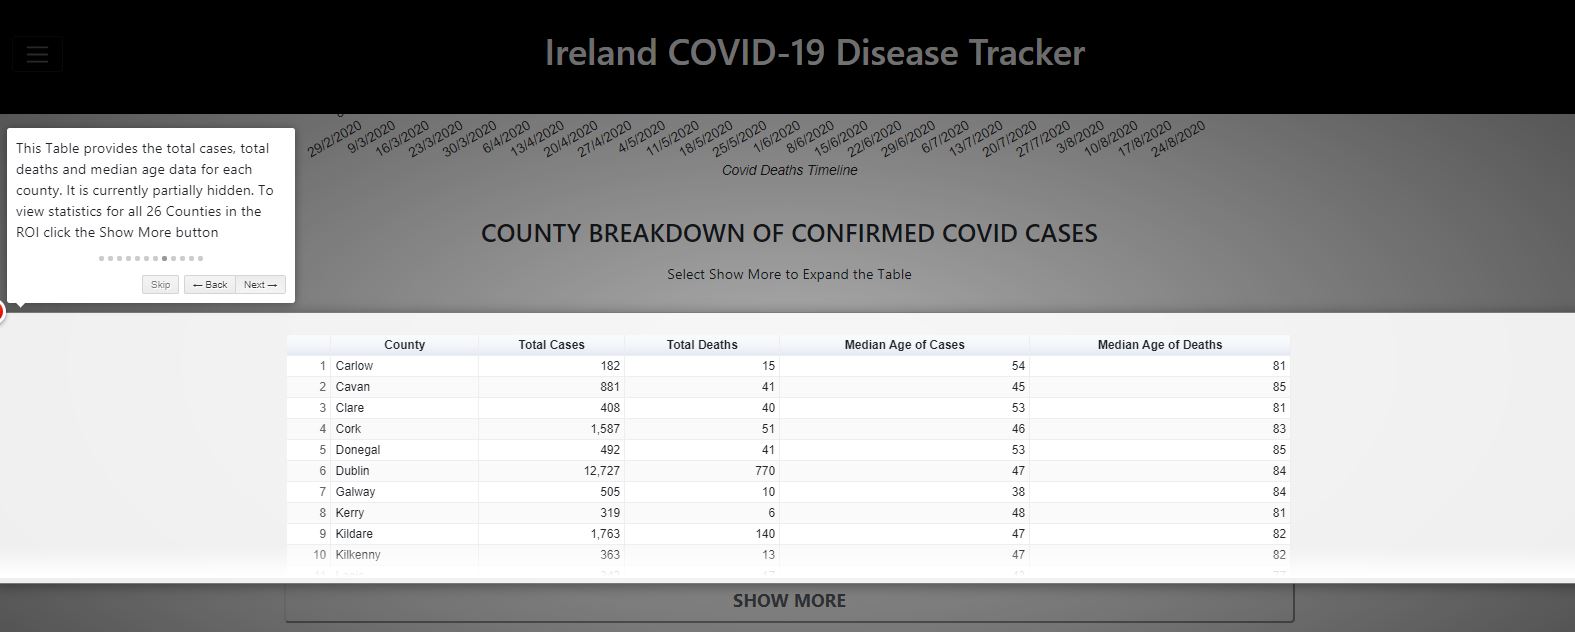 Ireland COVID-19 Disease Tracker
29/2/2020 9/3/2020 16/3/2020 23/3/2020 30/3/2020 6/4/2020 13/4/2020 20/4/2020 27/4/2020 4/5/2020 11/5/2020 18/5/2020 25/5/2020 1/6/2020 8/6/2020 15/6/2020 22/6/2020 29/6/2020 6/7/2020 13/7/2020 20/7/2020 27/7/2020 3/8/2020 10/8/2020 17/8/2020 24/8/2020
Covid Deaths Timeline
This Table provides the total cases, total
deaths and median age data for each
county. It is currently partially hidden. To
view statistics for all 26 Counties in the
ROI click the Show More button
Skip ← Back Next →
COUNTY BREAKDOWN OF CONFIRMED COVID CASES
Select Show More to Expand the Table
County Total Cases Total Deaths Median Age of Cases Median Age of Deaths
1 Carlow 182 15 54 81
2 Cavan 881 41 45 85
3 Clare 408 40 53 81
4 Cork 1,587 51 46 83
5 Donegal 492 41 53 85
6 Dublin 12,727 770 47 84
7 Galway 505 10 38 84
8 Kerry 319 6 48 81
9 Kildare 1,763 140 47 82
10 Kilkenny 363 13 47 82
SHOW MORE